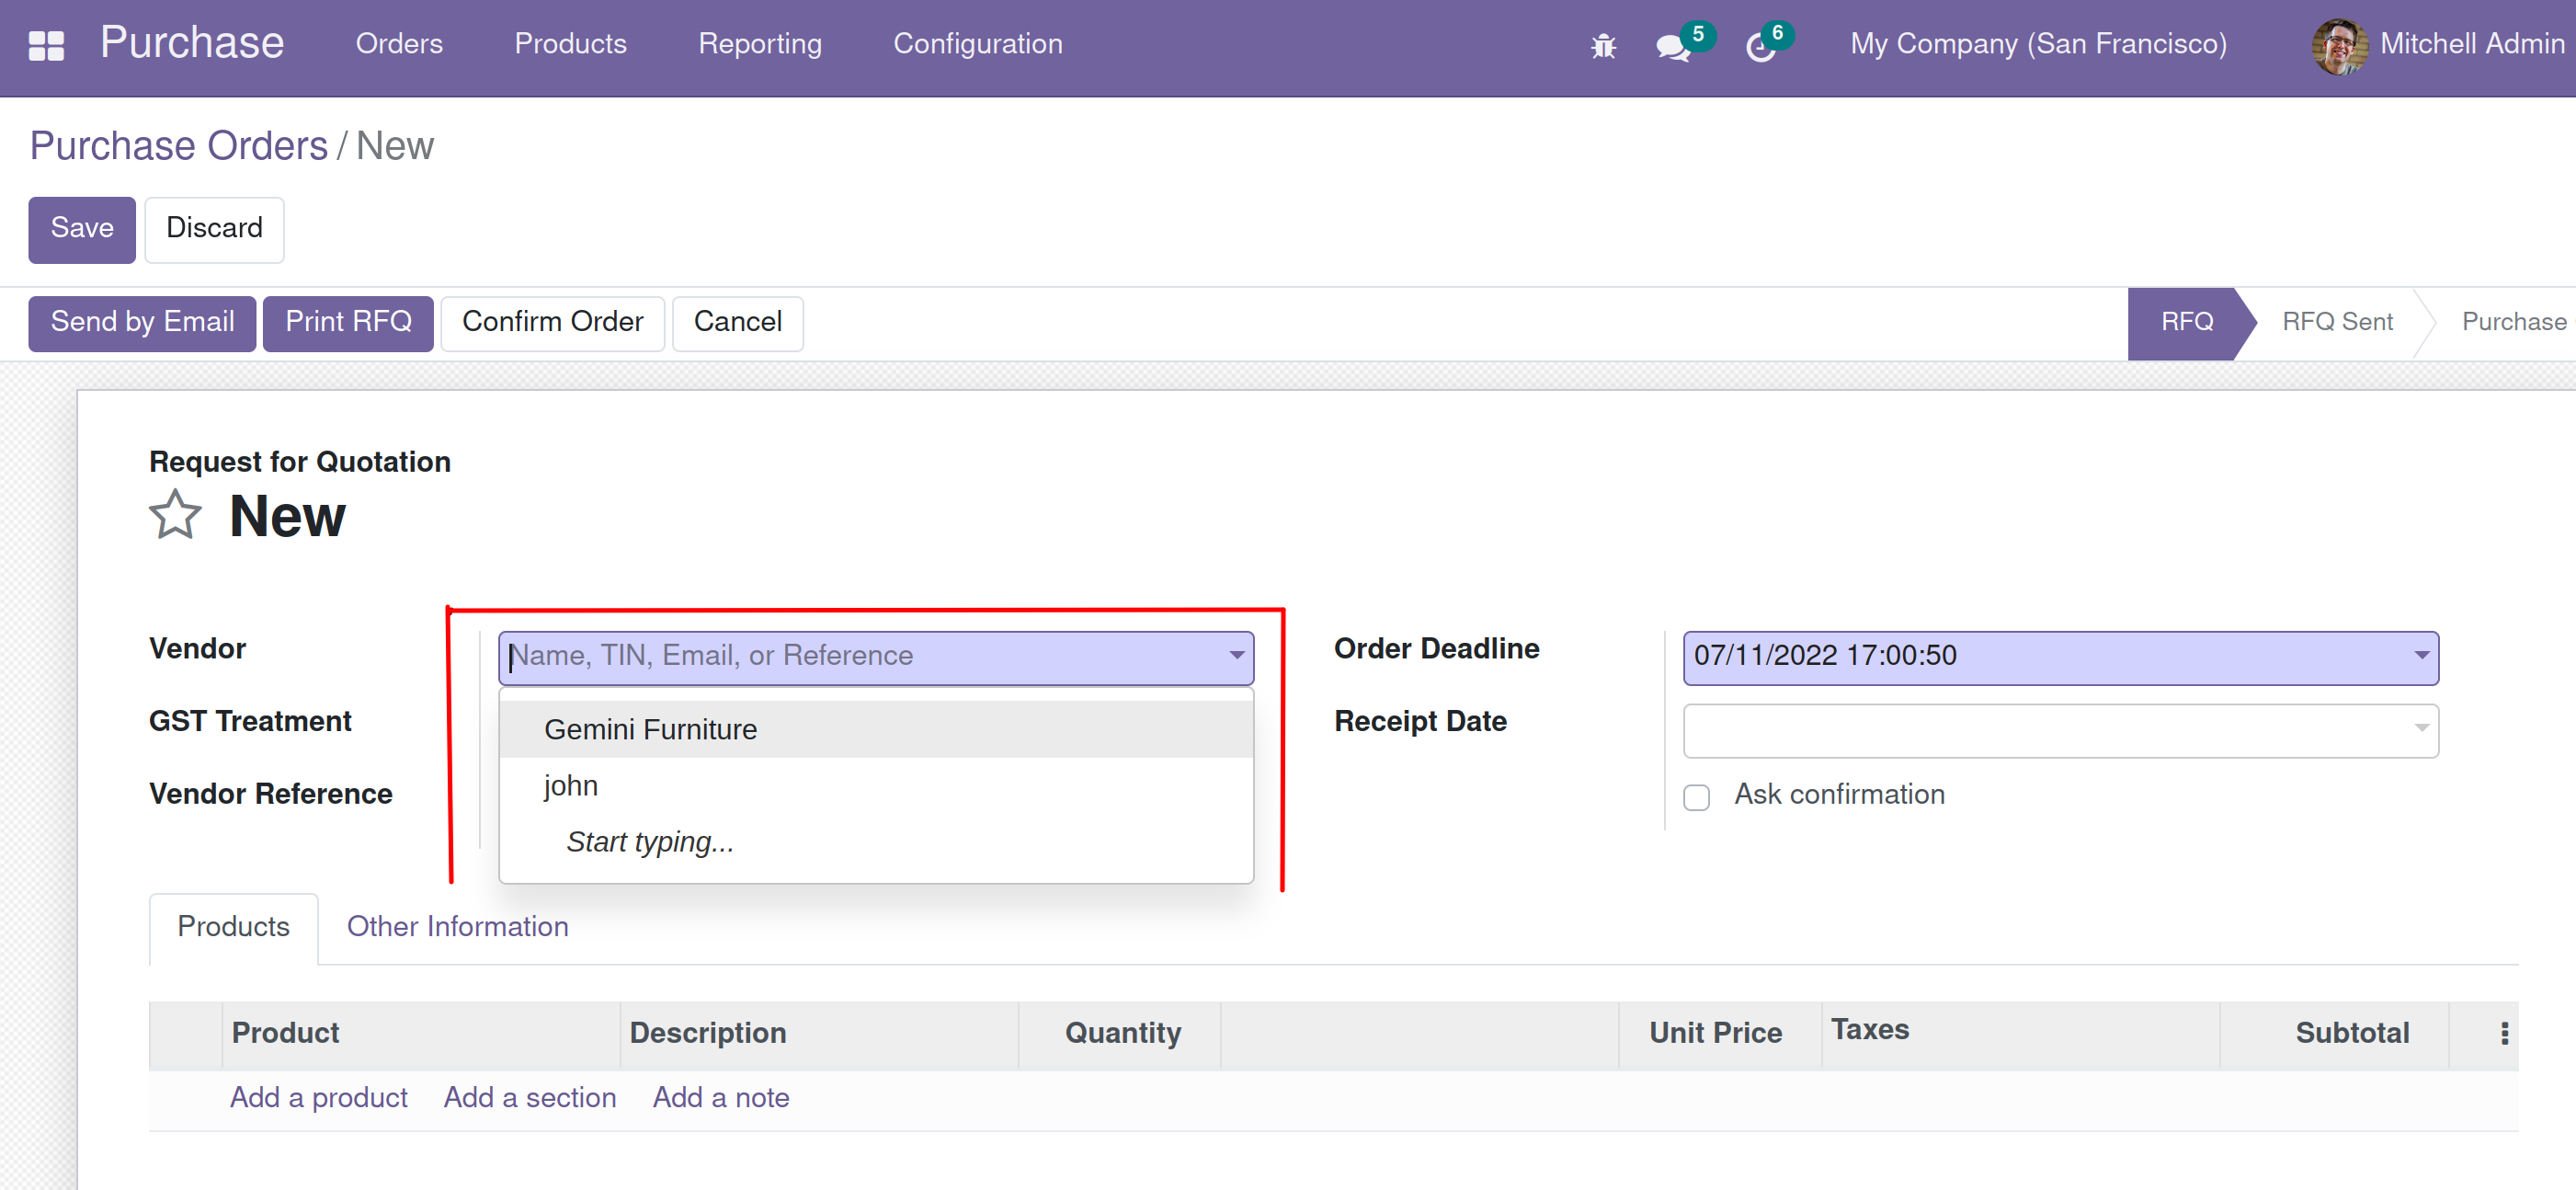 Purchase Orders Products Reporting Configuration 5 6 My Company (San Francisco) Mitchell Admin
Purchase Orders / New
Save Discard
Send by Email Print RFQ Confirm Order Cancel RFQ RFQ Sent Purchase
Request for Quotation
New
Vendor Name, TIN, Email, or Reference Order Deadline 07/11/2022 17:00:50
GST Treatment Gemini Furniture Receipt Date
Vendor Reference john Ask confirmation
Start typing...
Products Other Information
Product Description Quantity Unit Price Taxes Subtotal
Add a product Add a section Add a note